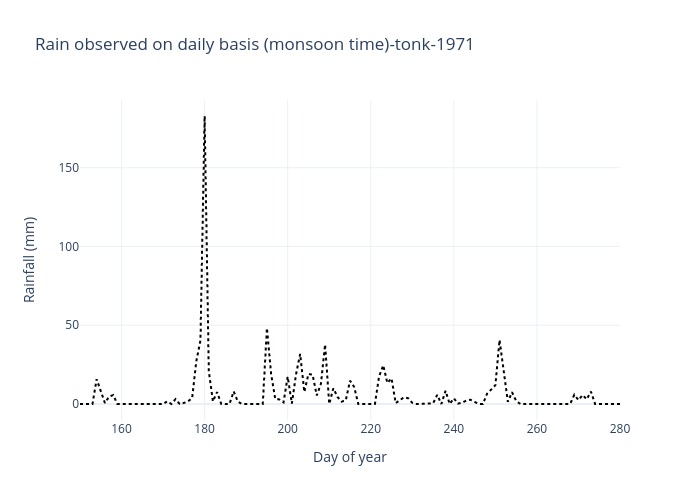 Rain observed on daily basis (monsoon time)-tonk-1971
Rainfall (mm)
150
100
50
0
160 180 200 220 240 260 280
Day of year